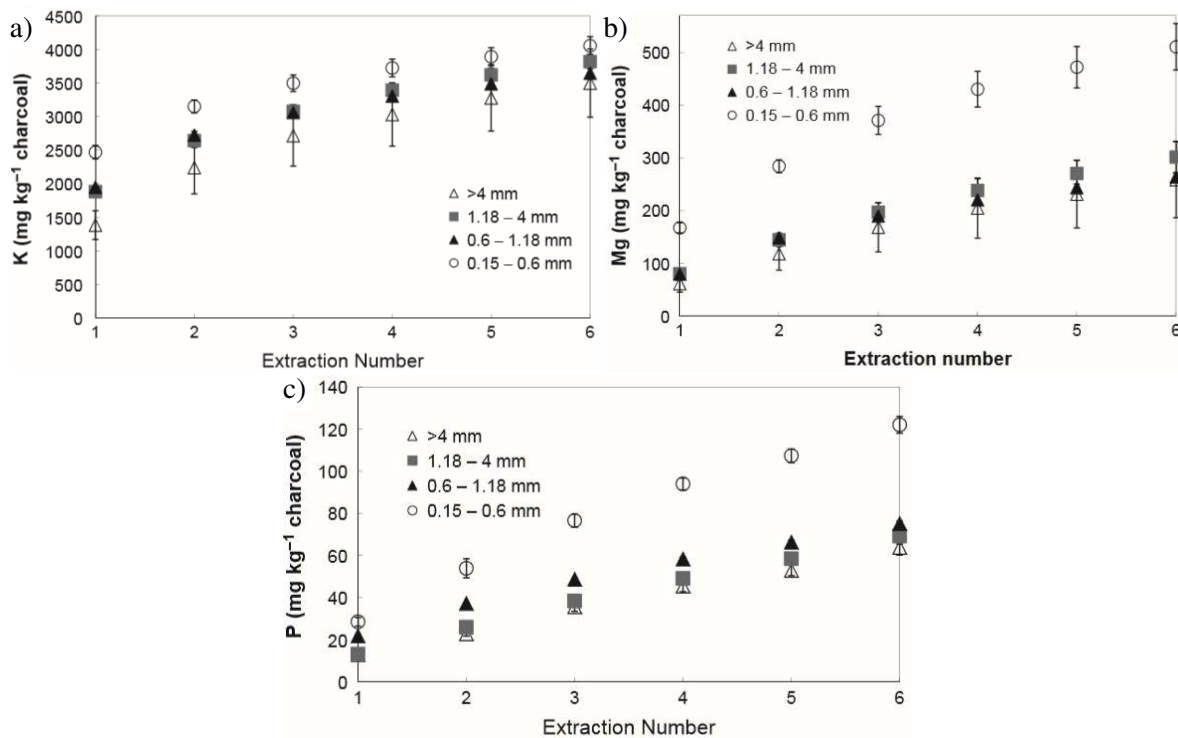 a)
K (mg kg⁻¹ charcoal)
4500
4000
3500
3000
2500
2000
1500
1000
500
0
△ >4 mm
■ 1.18 – 4 mm
▲ 0.6 – 1.18 mm
○ 0.15 – 0.6 mm
1 2 3 4 5 6
Extraction Number
b)
Mg (mg kg⁻¹ charcoal)
500
400
300
200
100
0
△ >4 mm
■ 1.18 – 4 mm
▲ 0.6 – 1.18 mm
○ 0.15 – 0.6 mm
1 2 3 4 5 6
Extraction number
c)
P (mg kg⁻¹ charcoal)
140
120
100
80
60
40
20
0
△ >4 mm
■ 1.18 – 4 mm
▲ 0.6 – 1.18 mm
○ 0.15 – 0.6 mm
1 2 3 4 5 6
Extraction Number